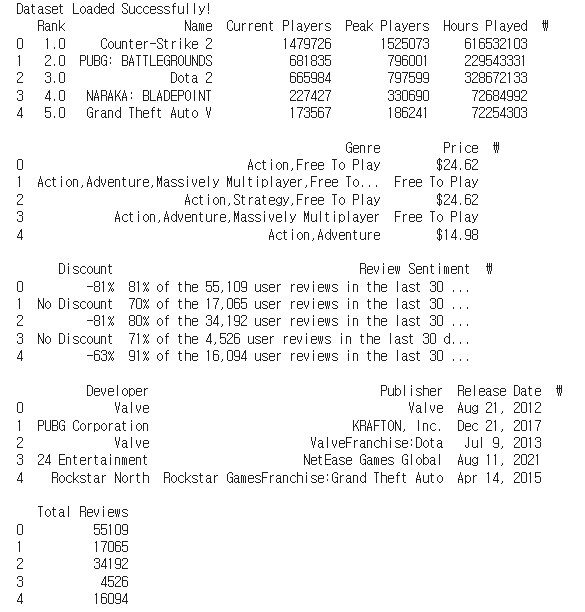 Dataset Loaded Successfully!
Rank Name Current Players Peak Players Hours Played ₩
0 1.0 Counter-Strike 2 1479726 1525073 616532103
1 2.0 PUBG: BATTLEGROUNDS 681835 796001 229543331
2 3.0 Dota 2 665984 797599 328672133
3 4.0 NARAKA: BLADEPOINT 227427 330690 72684992
4 5.0 Grand Theft Auto V 173567 186241 72254303
Genre Price ₩
0 Action,Free To Play $24.62
1 Action,Adventure,Massively Multiplayer,Free To... Free To Play
2 Action,Strategy,Free To Play $24.62
3 Action,Adventure,Massively Multiplayer Free To Play
4 Action,Adventure $14.98
Discount Review Sentiment ₩
0 -81% 81% of the 55,109 user reviews in the last 30 ...
1 No Discount 70% of the 17,065 user reviews in the last 30 ...
2 -81% 80% of the 34,192 user reviews in the last 30 ...
3 No Discount 71% of the 4,526 user reviews in the last 30 d...
4 -63% 91% of the 16,094 user reviews in the last 30 ...
Developer Publisher Release Date ₩
0 Valve Valve Aug 21, 2012
1 PUBG Corporation KRAFTON, Inc. Dec 21, 2017
2 Valve ValveFranchise:Dota Jul 9, 2013
3 24 Entertainment NetEase Games Global Aug 11, 2021
4 Rockstar North Rockstar GamesFranchise:Grand Theft Auto Apr 14, 2015
Total Reviews
0 55109
1 17065
2 34192
3 4526
4 16094